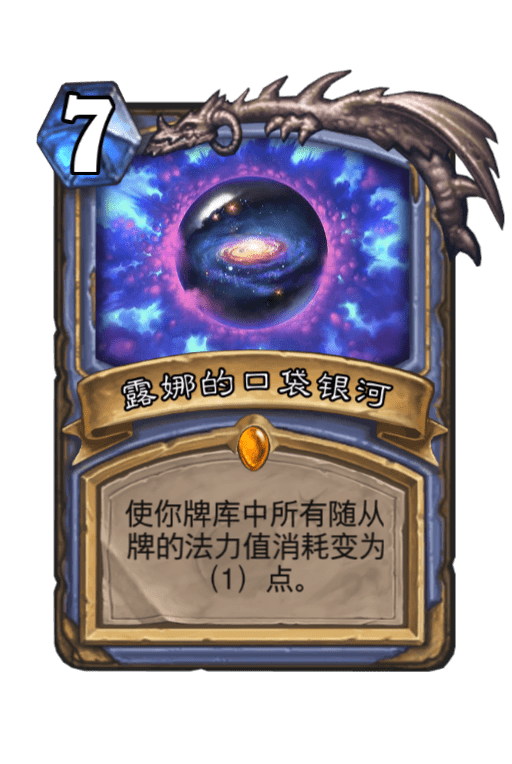 7
露娜的口袋银河
使你牌库中所有随从
牌的法力值消耗变为
（1）点。